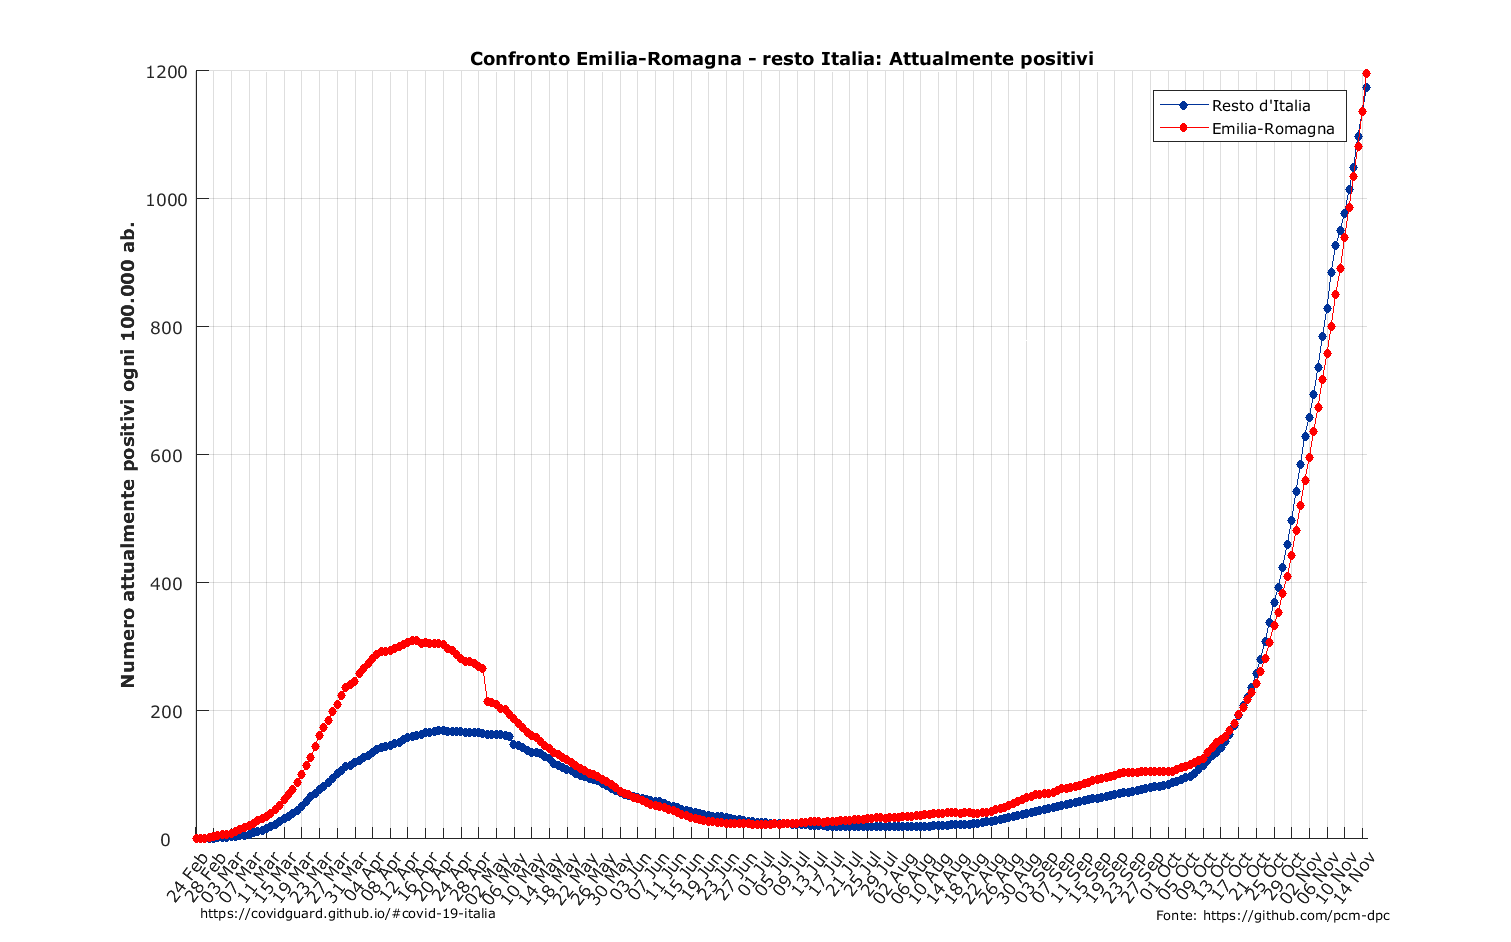 Confronto Emilia-Romagna - resto Italia: Attualmente positivi
Numero attualmente positivi ogni 100.000 ab.
1200
1000
800
600
400
200
0
Resto d'Italia
Emilia-Romagna
24 Feb
28 Feb
03 Mar
07 Mar
11 Mar
15 Mar
19 Mar
23 Mar
27 Mar
31 Mar
04 Apr
08 Apr
12 Apr
16 Apr
20 Apr
24 Apr
28 Apr
02 May
06 May
10 May
14 May
18 May
22 May
26 May
30 May
03 Jun
07 Jun
11 Jun
15 Jun
19 Jun
23 Jun
27 Jun
01 Jul
05 Jul
09 Jul
13 Jul
17 Jul
21 Jul
25 Jul
29 Jul
02 Aug
06 Aug
10 Aug
14 Aug
18 Aug
22 Aug
26 Aug
30 Aug
03 Sep
07 Sep
11 Sep
15 Sep
19 Sep
23 Sep
27 Sep
01 Oct
05 Oct
09 Oct
13 Oct
17 Oct
21 Oct
25 Oct
29 Oct
02 Nov
06 Nov
10 Nov
14 Nov
https://covidguard.github.io/#covid-19-italia
Fonte: https://github.com/pcm-dpc